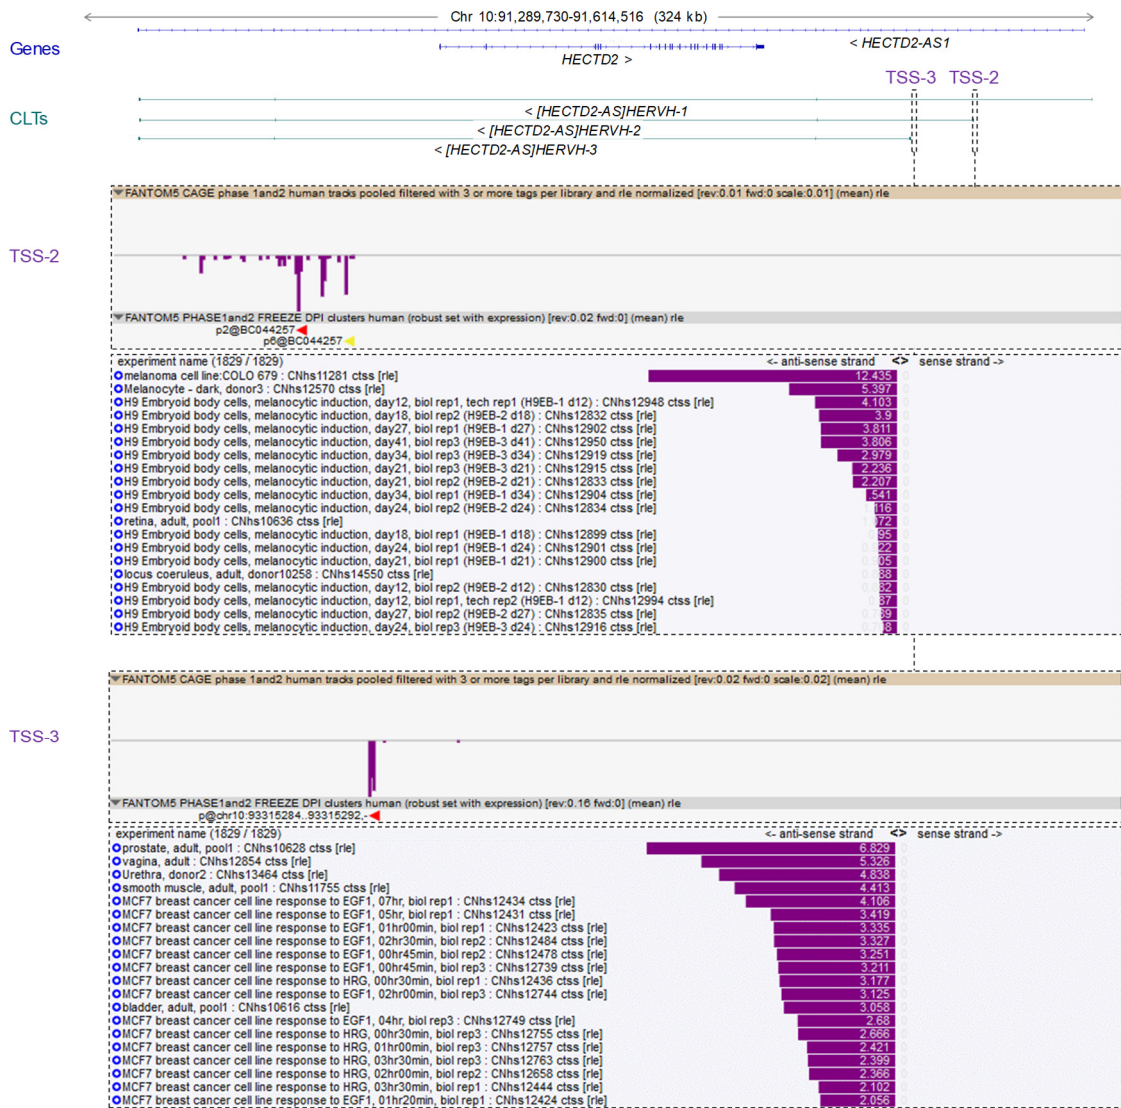 Chr 10:91,289,730-91,614,516 (324 kb)
Genes
< HECTD2-AS1
HECTD2 >
TSS-3 TSS-2
CLTs
< [HECTD2-AS]HERVH-1
< [HECTD2-AS]HERVH-2
< [HECTD2-AS]HERVH-3
FANTOM5 CAGE phase 1and2 human tracks pooled filtered with 3 or more tags per library and rle normalized [rev:0.01 fwd:0 scale:0.01] (mean) rle
TSS-2
FANTOM5 PHASE1and2 FREEZE DPI clusters human (robust set with expression) [rev:0.02 fwd:0] (mean) rle
p2@BC044257
p6@BC044257
experiment name (1829 / 1829) <- anti-sense strand <> sense strand ->
melanoma cell line:COLO 679 : CNhs11281 ctss [rle] 12.435 0
Melanocyte - dark, donor3 : CNhs12570 ctss [rle] 5.397 0
H9 Embryoid body cells, melanocytic induction, day12, biol rep1, tech rep1 (H9EB-1 d12) : CNhs12948 ctss [rle] 4.103 0
H9 Embryoid body cells, melanocytic induction, day18, biol rep2 (H9EB-2 d18) : CNhs12832 ctss [rle] 3.9 0
H9 Embryoid body cells, melanocytic induction, day27, biol rep1 (H9EB-1 d27) : CNhs12902 ctss [rle] 3.811 0
H9 Embryoid body cells, melanocytic induction, day41, biol rep3 (H9EB-3 d41) : CNhs12950 ctss [rle] 3.806 0
H9 Embryoid body cells, melanocytic induction, day34, biol rep3 (H9EB-3 d34) : CNhs12919 ctss [rle] 2.979 0
H9 Embryoid body cells, melanocytic induction, day21, biol rep3 (H9EB-3 d21) : CNhs12915 ctss [rle] 2.236 0
H9 Embryoid body cells, melanocytic induction, day21, biol rep2 (H9EB-2 d21) : CNhs12833 ctss [rle] 2.207 0
H9 Embryoid body cells, melanocytic induction, day34, biol rep1 (H9EB-1 d34) : CNhs12904 ctss [rle] .541 0
H9 Embryoid body cells, melanocytic induction, day24, biol rep2 (H9EB-2 d24) : CNhs12834 ctss [rle]
retina, adult, pool1 : CNhs10636 ctss [rle]
H9 Embryoid body cells, melanocytic induction, day18, biol rep1 (H9EB-1 d18) : CNhs12899 ctss [rle]
H9 Embryoid body cells, melanocytic induction, day24, biol rep1 (H9EB-1 d24) : CNhs12901 ctss [rle]
H9 Embryoid body cells, melanocytic induction, day21, biol rep1 (H9EB-1 d21) : CNhs12900 ctss [rle]
locus coeruleus, adult, donor10258 : CNhs14550 ctss [rle]
H9 Embryoid body cells, melanocytic induction, day12, biol rep2 (H9EB-2 d12) : CNhs12830 ctss [rle]
H9 Embryoid body cells, melanocytic induction, day12, biol rep1, tech rep2 (H9EB-1 d12) : CNhs12994 ctss [rle]
H9 Embryoid body cells, melanocytic induction, day27, biol rep2 (H9EB-2 d27) : CNhs12835 ctss [rle]
H9 Embryoid body cells, melanocytic induction, day24, biol rep3 (H9EB-3 d24) : CNhs12916 ctss [rle]
FANTOM5 CAGE phase 1and2 human tracks pooled filtered with 3 or more tags per library and rle normalized [rev:0.02 fwd:0 scale:0.02] (mean) rle
TSS-3
FANTOM5 PHASE1and2 FREEZE DPI clusters human (robust set with expression) [rev:0.16 fwd:0] (mean) rle
p@chr10:93315284..93315292,-
experiment name (1829 / 1829) <- anti-sense strand <> sense strand ->
prostate, adult, pool1 : CNhs10628 ctss [rle] 6.829 0
vagina, adult : CNhs12854 ctss [rle] 5.326 0
Urethra, donor2 : CNhs13464 ctss [rle] 4.838 0
smooth muscle, adult, pool1 : CNhs11755 ctss [rle] 4.413 0
MCF7 breast cancer cell line response to EGF1, 07hr, biol rep1 : CNhs12434 ctss [rle] 4.106 0
MCF7 breast cancer cell line response to EGF1, 05hr, biol rep1 : CNhs12431 ctss [rle] 3.419 0
MCF7 breast cancer cell line response to EGF1, 01hr00min, biol rep1 : CNhs12423 ctss [rle] 3.335 0
MCF7 breast cancer cell line response to EGF1, 02hr30min, biol rep2 : CNhs12484 ctss [rle] 3.327 0
MCF7 breast cancer cell line response to EGF1, 00hr45min, biol rep2 : CNhs12478 ctss [rle] 3.251 0
MCF7 breast cancer cell line response to EGF1, 00hr45min, biol rep3 : CNhs12739 ctss [rle] 3.211 0
MCF7 breast cancer cell line response to HRG, 00hr30min, biol rep1 : CNhs12436 ctss [rle] 3.177 0
MCF7 breast cancer cell line response to EGF1, 02hr00min, biol rep3 : CNhs12744 ctss [rle] 3.125 0
bladder, adult, pool1 : CNhs10616 ctss [rle] 3.058 0
MCF7 breast cancer cell line response to EGF1, 04hr, biol rep3 : CNhs12749 ctss [rle] 2.68 0
MCF7 breast cancer cell line response to HRG, 00hr30min, biol rep3 : CNhs12755 ctss [rle] 2.666 0
MCF7 breast cancer cell line response to HRG, 01hr00min, biol rep3 : CNhs12757 ctss [rle] 2.421 0
MCF7 breast cancer cell line response to HRG, 03hr30min, biol rep3 : CNhs12763 ctss [rle] 2.399 0
MCF7 breast cancer cell line response to HRG, 02hr00min, biol rep2 : CNhs12658 ctss [rle] 2.366 0
MCF7 breast cancer cell line response to HRG, 03hr30min, biol rep1 : CNhs12444 ctss [rle] 2.102 0
MCF7 breast cancer cell line response to EGF1, 01hr20min, biol rep1 : CNhs12424 ctss [rle] 2.056 0